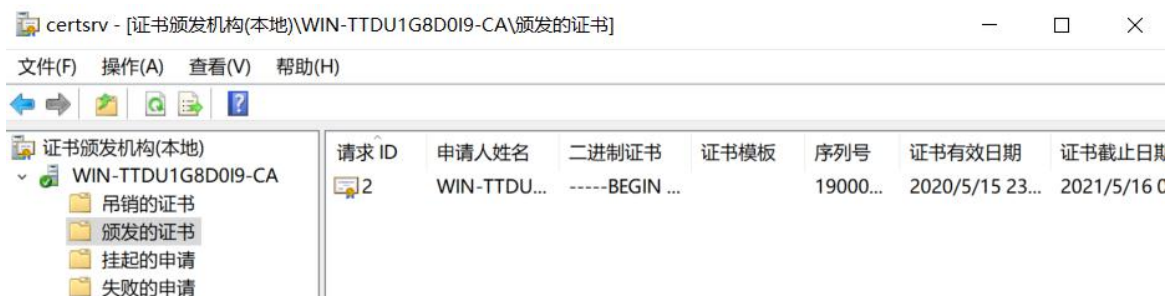 certsrv - [证书颁发机构(本地)\WIN-TTDU1G8D0I9-CA\颁发的证书]
文件(F) 操作(A) 查看(V) 帮助(H)
证书颁发机构(本地)
WIN-TTDU1G8D0I9-CA
吊销的证书
颁发的证书
挂起的申请
失败的申请
请求 ID 申请人姓名 二进制证书 证书模板 序列号 证书有效日期 证书截止日期
2 WIN-TTDU... -----BEGIN ... 19000... 2020/5/15 23... 2021/5/16 0